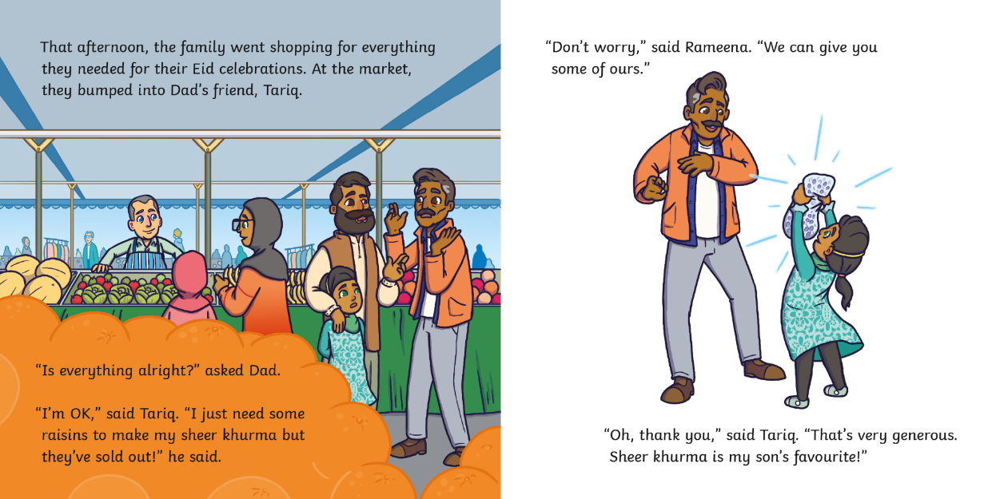 That afternoon, the family went shopping for everything
they needed for their Eid celebrations. At the market,
they bumped into Dad’s friend, Tariq.
“Is everything alright?” asked Dad.
“I’m OK,” said Tariq. “I just need some
raisins to make my sheer khurma but
they’ve sold out!” he said.
“Don’t worry,” said Rameena. “We can give you
some of ours.”
“Oh, thank you,” said Tariq. “That’s very generous.
Sheer khurma is my son’s favourite!”